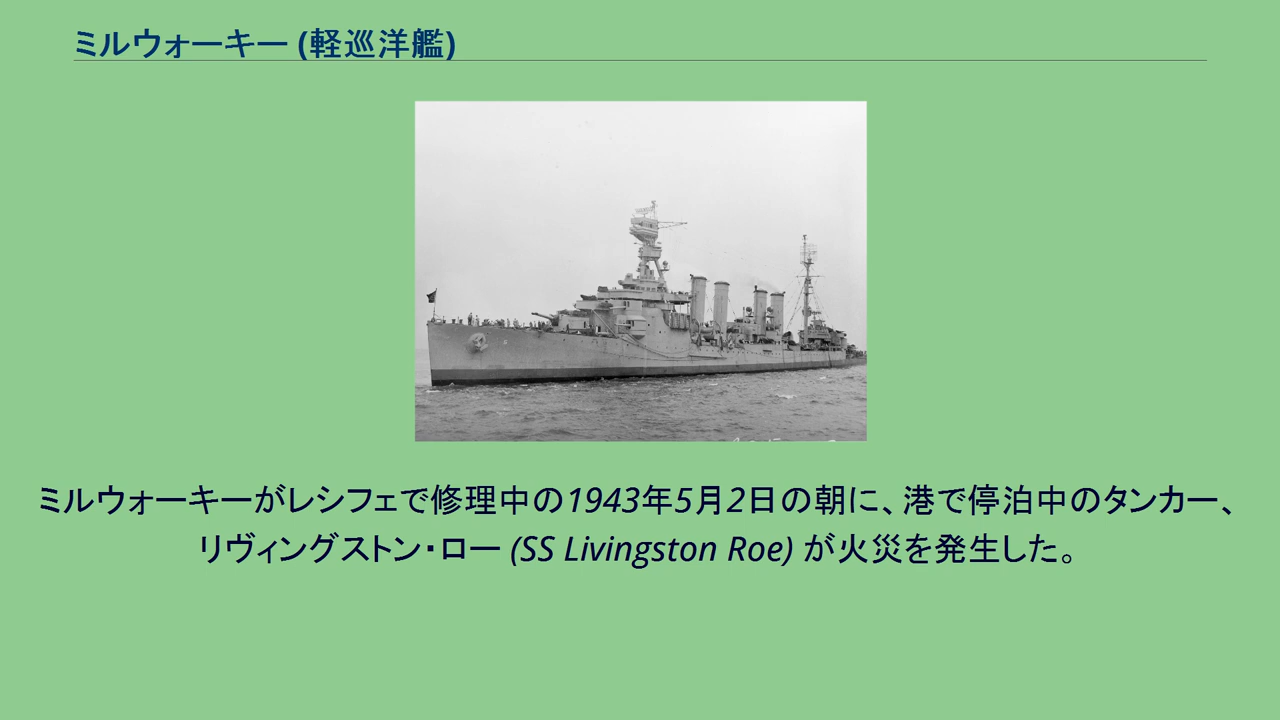 ミルウォーキー (軽巡洋艦)
ミルウォーキーがレシフェで修理中の1943年5月2日の朝に、港で停泊中のタンカー、
リヴィングストン・ロー (SS Livingston Roe) が火災を発生した。